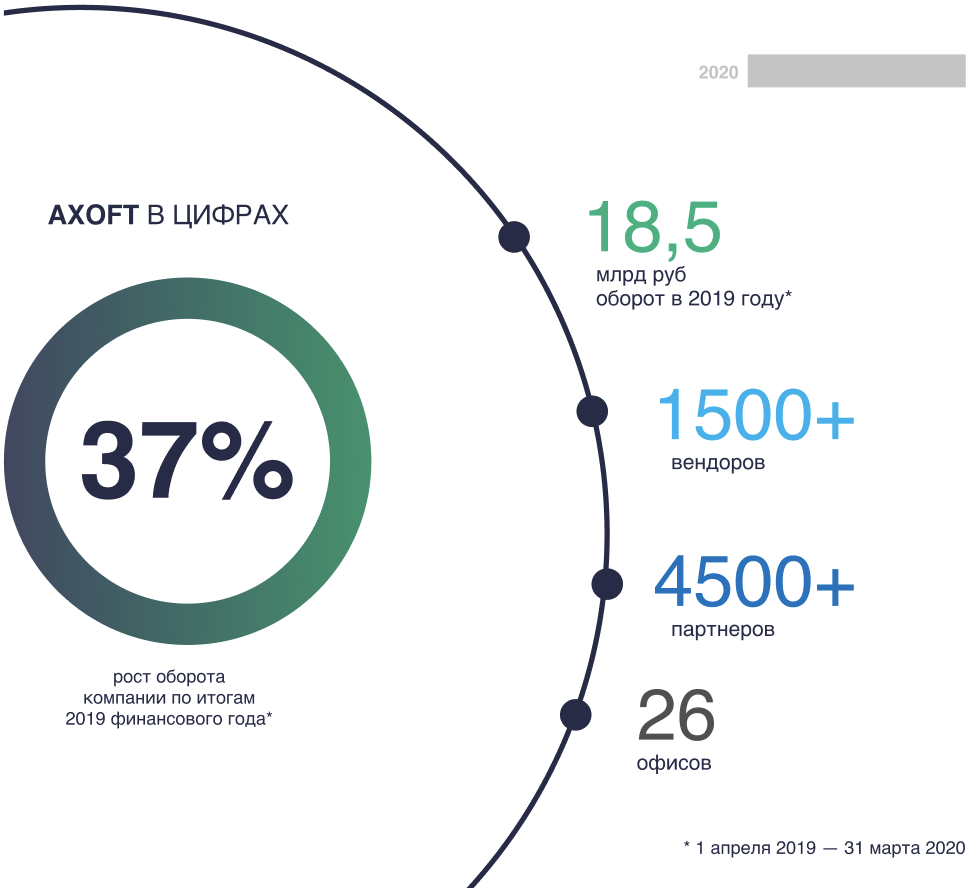 2020
AXOFT В ЦИФРАХ
37%
рост оборота
компании по итогам
2019 финансового года*
18,5
млрд руб
оборот в 2019 году*
1500+
вендоров
4500+
партнеров
26
офисов
* 1 апреля 2019 — 31 марта 2020